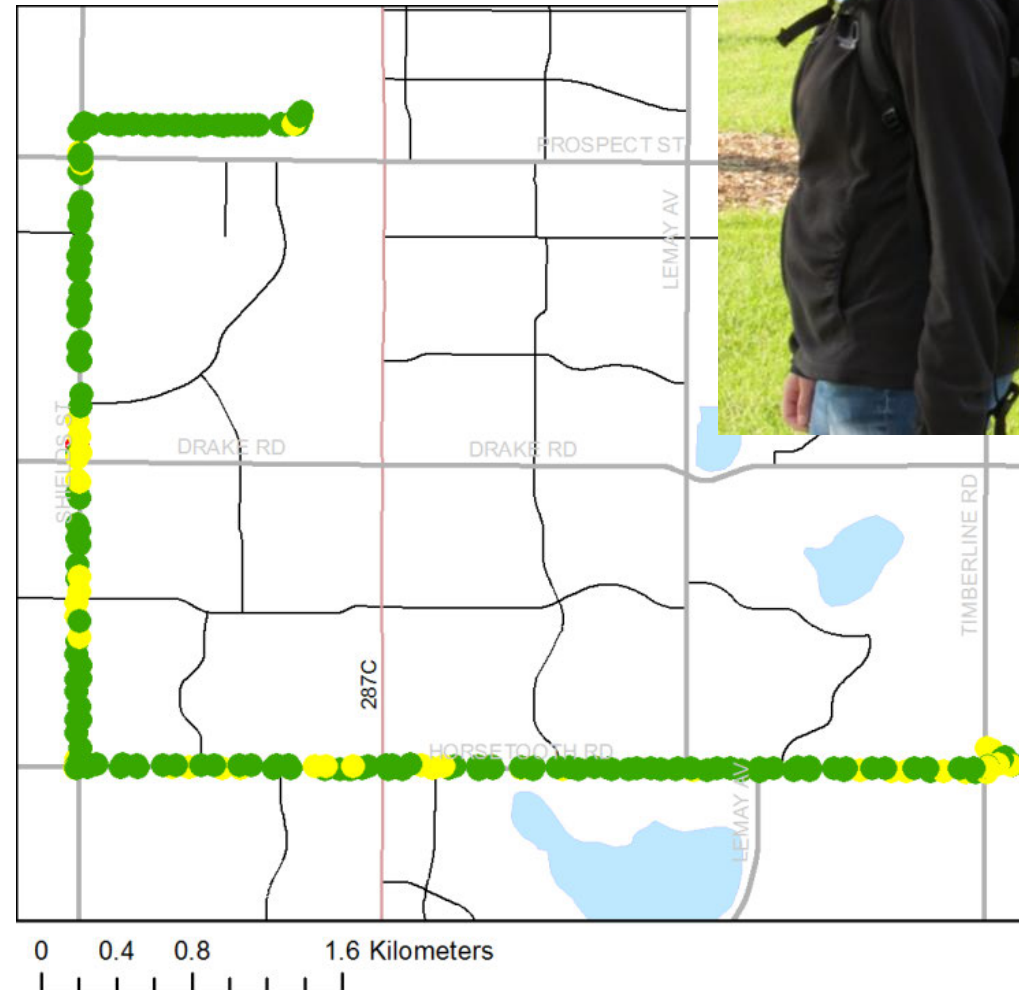 PROSPECT ST
LEMAY AV
SHIELDS ST
DRAKE RD
DRAKE RD
TIMBERLINE RD
287C
HORSETOOTH RD
LEMAY AV
0 0.4 0.8 1.6 Kilometers